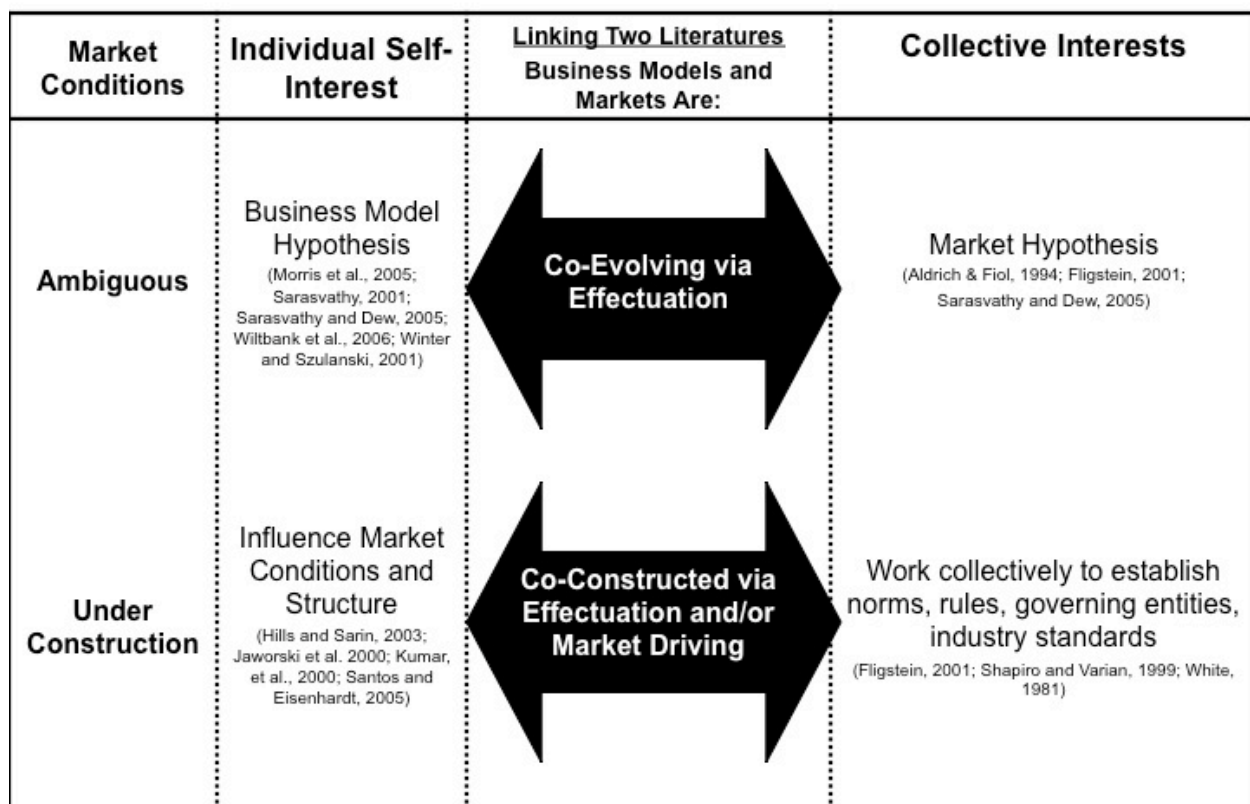 Market
Conditions
Individual Self-
Interest
Linking Two Literatures
Business Models and
Markets Are:
Collective Interests
Ambiguous
Business Model
Hypothesis
(Morris et al., 2005;
Sarasvathy, 2001;
Sarasvathy and Dew, 2005;
Wiltbank et al., 2006; Winter
and Szulanski, 2001)
Co-Evolving via
Effectuation
Market Hypothesis
(Aldrich & Fiol, 1994; Fligstein, 2001;
Sarasvathy and Dew, 2005)
Under
Construction
Influence Market
Conditions and
Structure
(Hills and Sarin, 2003;
Jaworski et al. 2000; Kumar,
et al., 2000; Santos and
Eisenhardt, 2005)
Co-Constructed via
Effectuation and/or
Market Driving
Work collectively to establish
norms, rules, governing entities,
industry standards
(Fligstein, 2001; Shapiro and Varian, 1999; White,
1981)